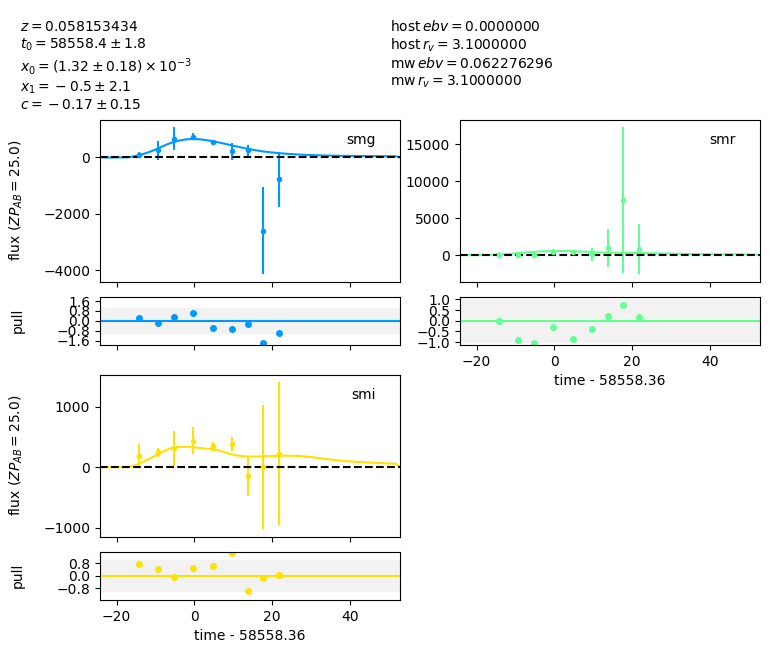 z = 0.058153434
t₀ = 58558.4 ± 1.8
x₀ = (1.32 ± 0.18) × 10⁻³
x₁ = −0.5 ± 2.1
c = −0.17 ± 0.15
host ebv = 0.0000000
host r_v = 3.1000000
mw ebv = 0.062276296
mw r_v = 3.1000000
smg
flux (ZP_AB = 25.0)
0
−2000
−4000
smr
15000
10000
5000
0
pull
1.6
0.8
0.0
−0.8
−1.6
1.0
0.5
0.0
−0.5
−1.0
−20 0 20 40
time - 58558.36
smi
flux (ZP_AB = 25.0)
1000
0
−1000
pull
0.8
0.0
−0.8
−20 0 20 40
time - 58558.36